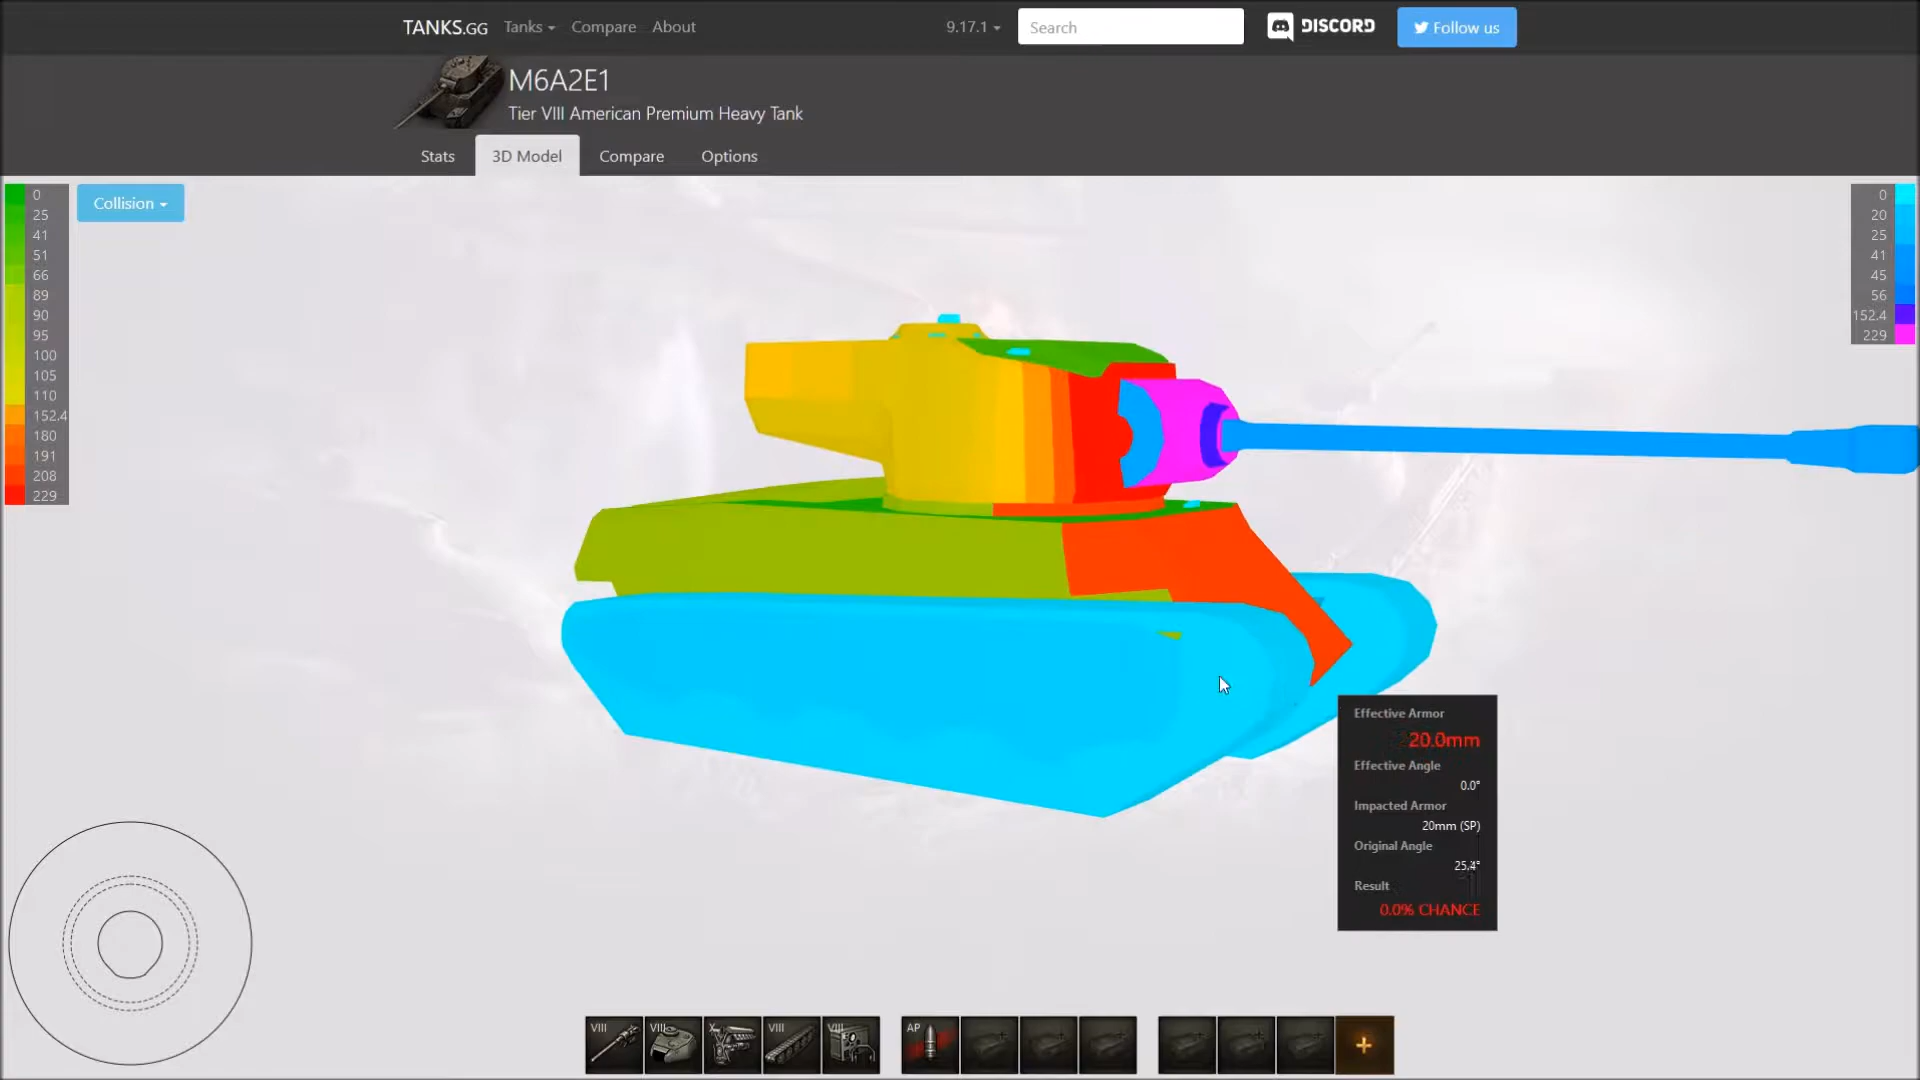 TANKS.GG Tanks Compare About 9.17.1 Search DISCORD Follow us
M6A2E1
Tier VIII American Premium Heavy Tank
Stats 3D Model Compare Options
Collision
0
25
41
51
66
89
90
95
100
105
110
152.4
180
191
208
229
0
20
25
41
45
56
152.4
229
Effective Armor
20.0mm
Effective Angle
0.0°
Impacted Armor
20mm (SP)
Original Angle
25.4°
Result
0.0% CHANCE
VIII VIII X VIII VIII AP